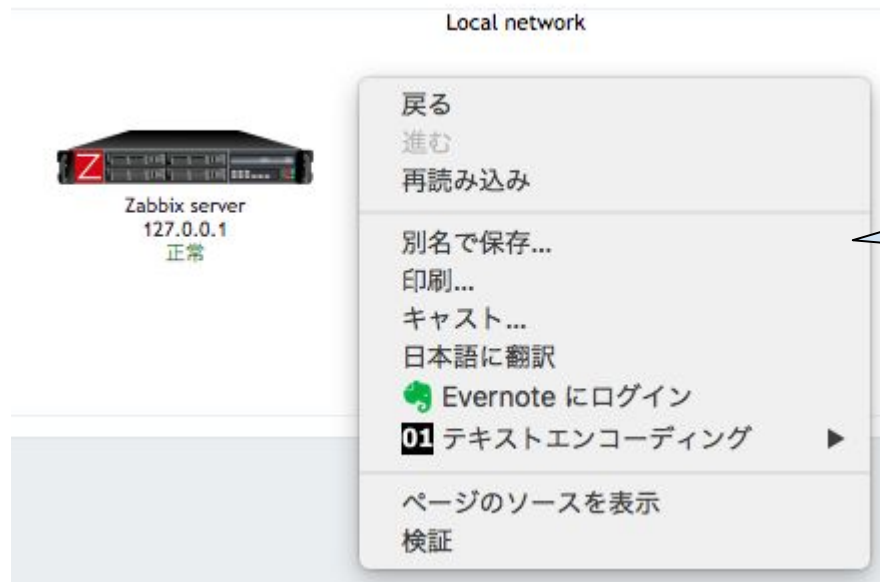 Local network
Z
Zabbix server
127.0.0.1
正常
戻る
進む
再読み込み
別名で保存...
印刷...
キャスト...
日本語に翻訳
Evernote にログイン
01 テキストエンコーディング ▶
ページのソースを表示
検証